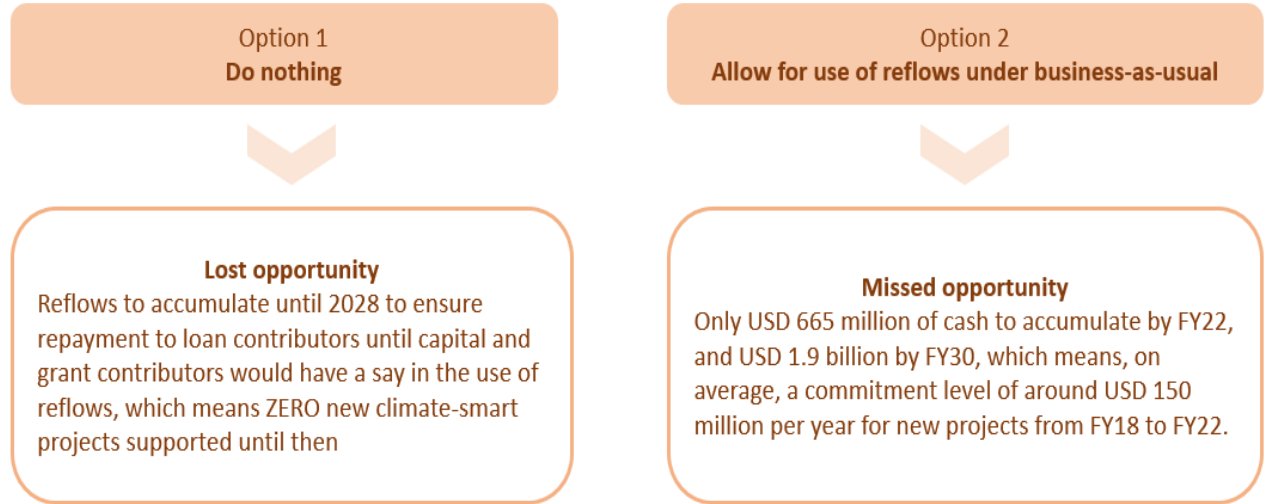 Option 1
Do nothing
Lost opportunity
Reflows to accumulate until 2028 to ensure
repayment to loan contributors until capital and
grant contributors would have a say in the use of
reflows, which means ZERO new climate-smart
projects supported until then
Option 2
Allow for use of reflows under business-as-usual
Missed opportunity
Only USD 665 million of cash to accumulate by FY22,
and USD 1.9 billion by FY30, which means, on
average, a commitment level of around USD 150
million per year for new projects from FY18 to FY22.